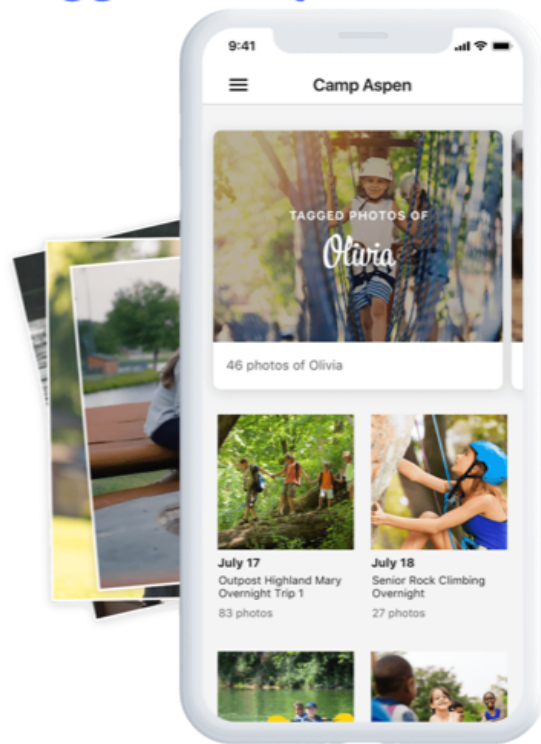 9:41
Camp Aspen
TAGGED PHOTOS OF
Olivia
46 photos of Olivia
July 17
Outpost Highland Mary
Overnight Trip 1
83 photos
July 18
Senior Rock Climbing
Overnight
27 photos